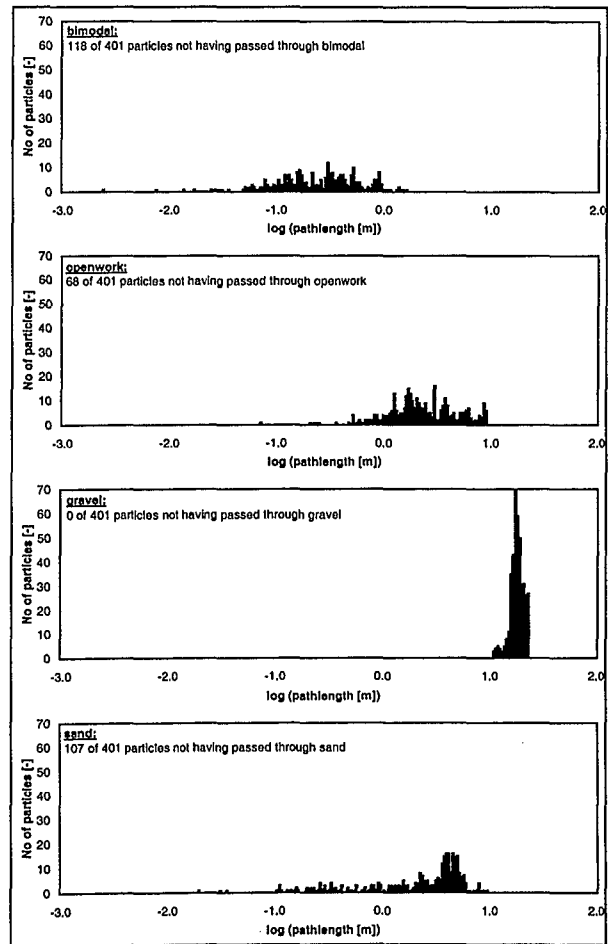 bimodal:
118 of 401 particles not having passed through bimodal
No of particles [-]
70
60
50
40
30
20
10
0
-3.0 -2.0 -1.0 0.0 1.0 2.0
log (pathlength [m])
openwork:
68 of 401 particles not having passed through openwork
No of particles [-]
70
60
50
40
30
20
10
0
-3.0 -2.0 -1.0 0.0 1.0 2.0
log (pathlength [m])
gravel:
0 of 401 particles not having passed through gravel
No of particles [-]
70
60
50
40
30
20
10
0
-3.0 -2.0 -1.0 0.0 1.0 2.0
log (pathlength [m])
sand:
107 of 401 particles not having passed through sand
No of particles [-]
70
60
50
40
30
20
10
0
-3.0 -2.0 -1.0 0.0 1.0 2.0
log (pathlength [m])